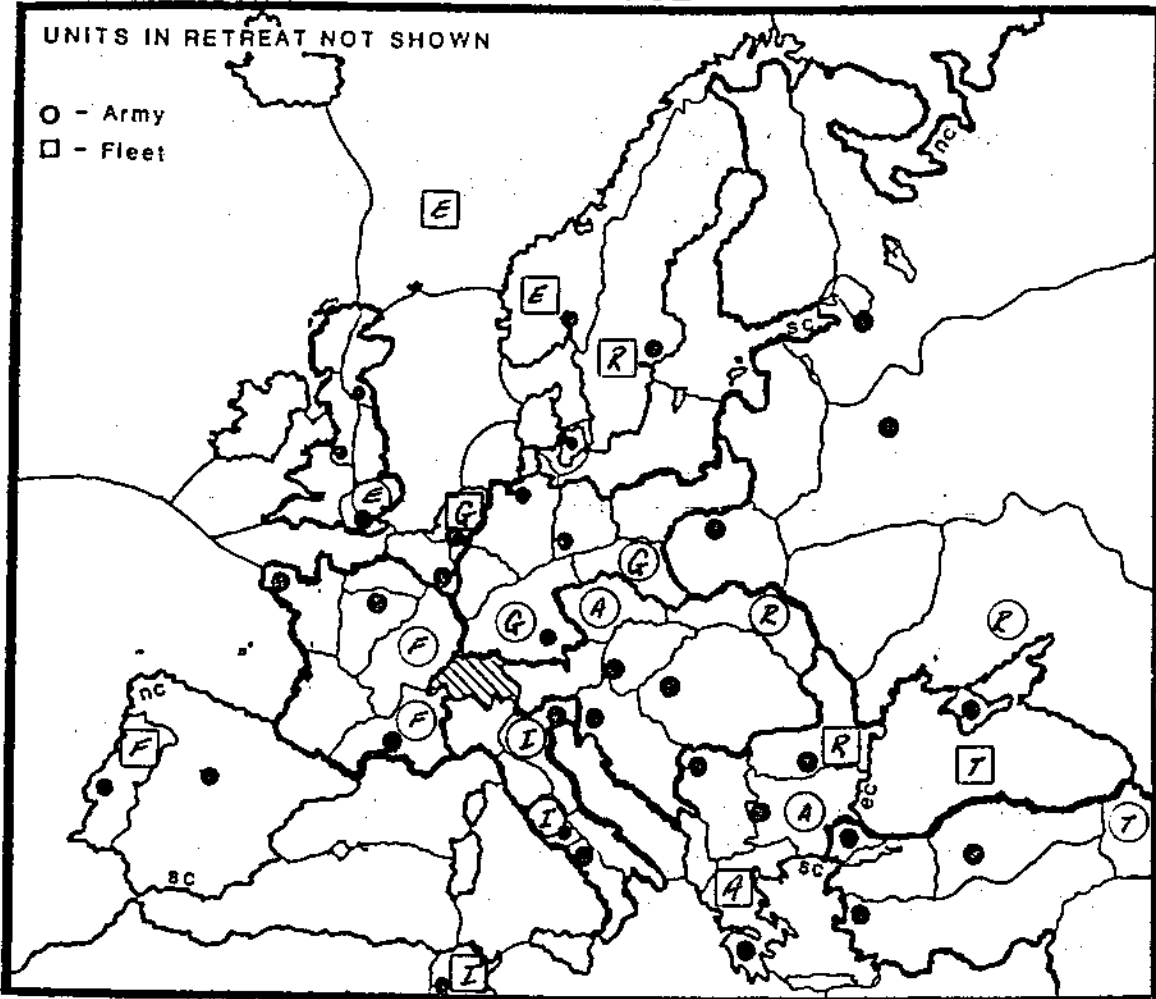 UNITS IN RETREAT NOT SHOWN
O - Army
□ - Fleet
nc
E
E
sc
R
E
G
G
A
R
G
R
F
nc
F
F
I
R
T
ec
A
I
T
sc
sc
A
I